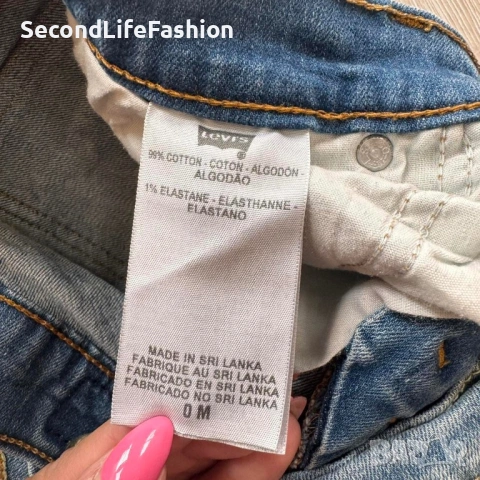 SecondLifeFashion
Levi's
®
99% COTTON - COTON - ALGODÓN -
ALGODÃO
1% ELASTANE - ELASTHANNE -
ELASTANO
MADE IN SRI LANKA
FABRIQUE AU SRI LANKA
FABRICADO EN SRI LANKA
FABRICADO NO SRI LANKA
0 M